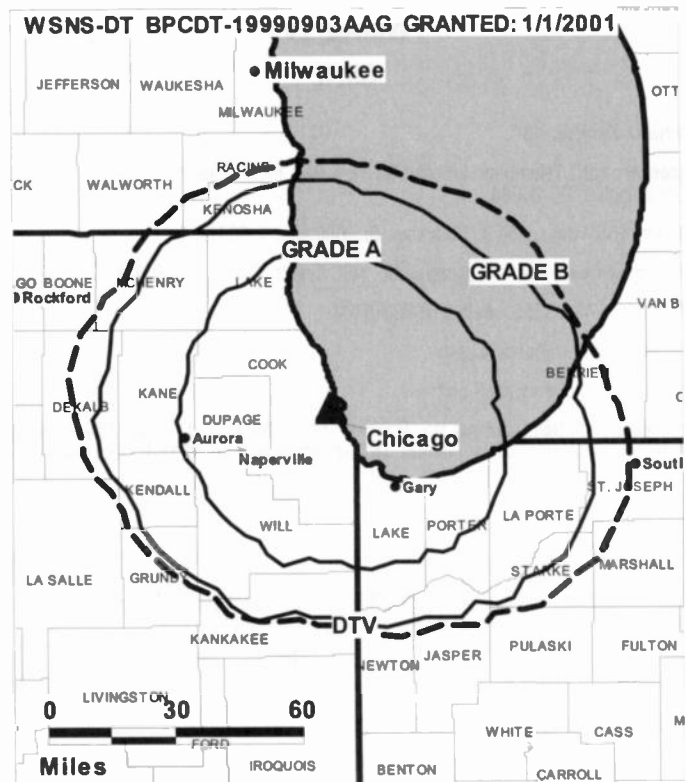 WSNS-DT BPCDT-19990903AAG GRANTED: 1/1/2001
Milwaukee
JEFFERSON WAUKESHA
OTT
MILWAUKEE
RACINE
CK WALWORTH
KENOSHA
GRADE A
GRADE B
GO BOONE MCHENRY LAKE
Rockford
VAN B
COOK
BERRIE
KANE
DEKALB
DUPAGE
Aurora
Chicago
Naperville
South
Gary
KENDALL
ST. JOSEPH
LA PORTE
WILL
LAKE PORTER
MARSHALL
STARKE
LA SALLE GRUNDY
DTV
KANKAKEE
PULASKI FULTON
JASPER
NEWTON
LIVINGSTON
0 30 60
WHITE CASS M
FORD
Miles
IROQUOIS
BENTON
CARROLL